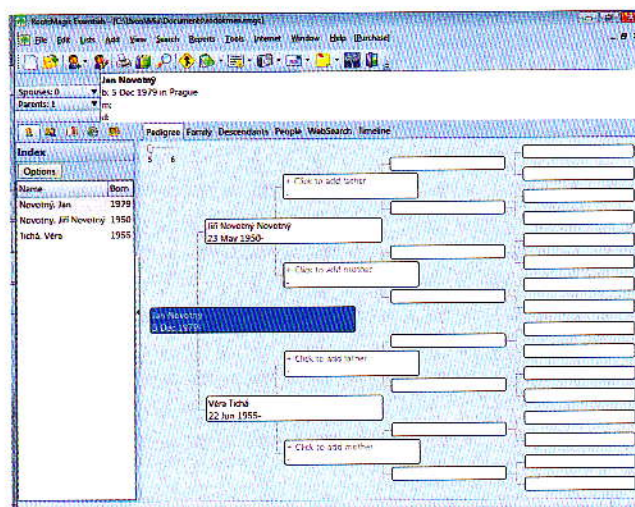 RootsMagic Essentials -
File Edit Lists Add View Search Reports Tools Internet Window Help [Purchase]
Jan Novotný
Spouses: 0
b: 5 Dec 1979 in Prague
Parents: 1
m:
d:
Pedigree Family Descendants People WebSearch Timeline
Index
5 6
Options
Name Born
Novotný, Jan 1979
Novotny, Jiří Novotný 1950
Tichá, Věra 1955
+ Click to add father
-
Jiří Novotný Novotný
23 May 1950-
+ Click to add mother
-
Jan Novotný
5 Dec 1979-
+ Click to add father
-
Věra Tichá
22 Jun 1955-
+ Click to add mother
-